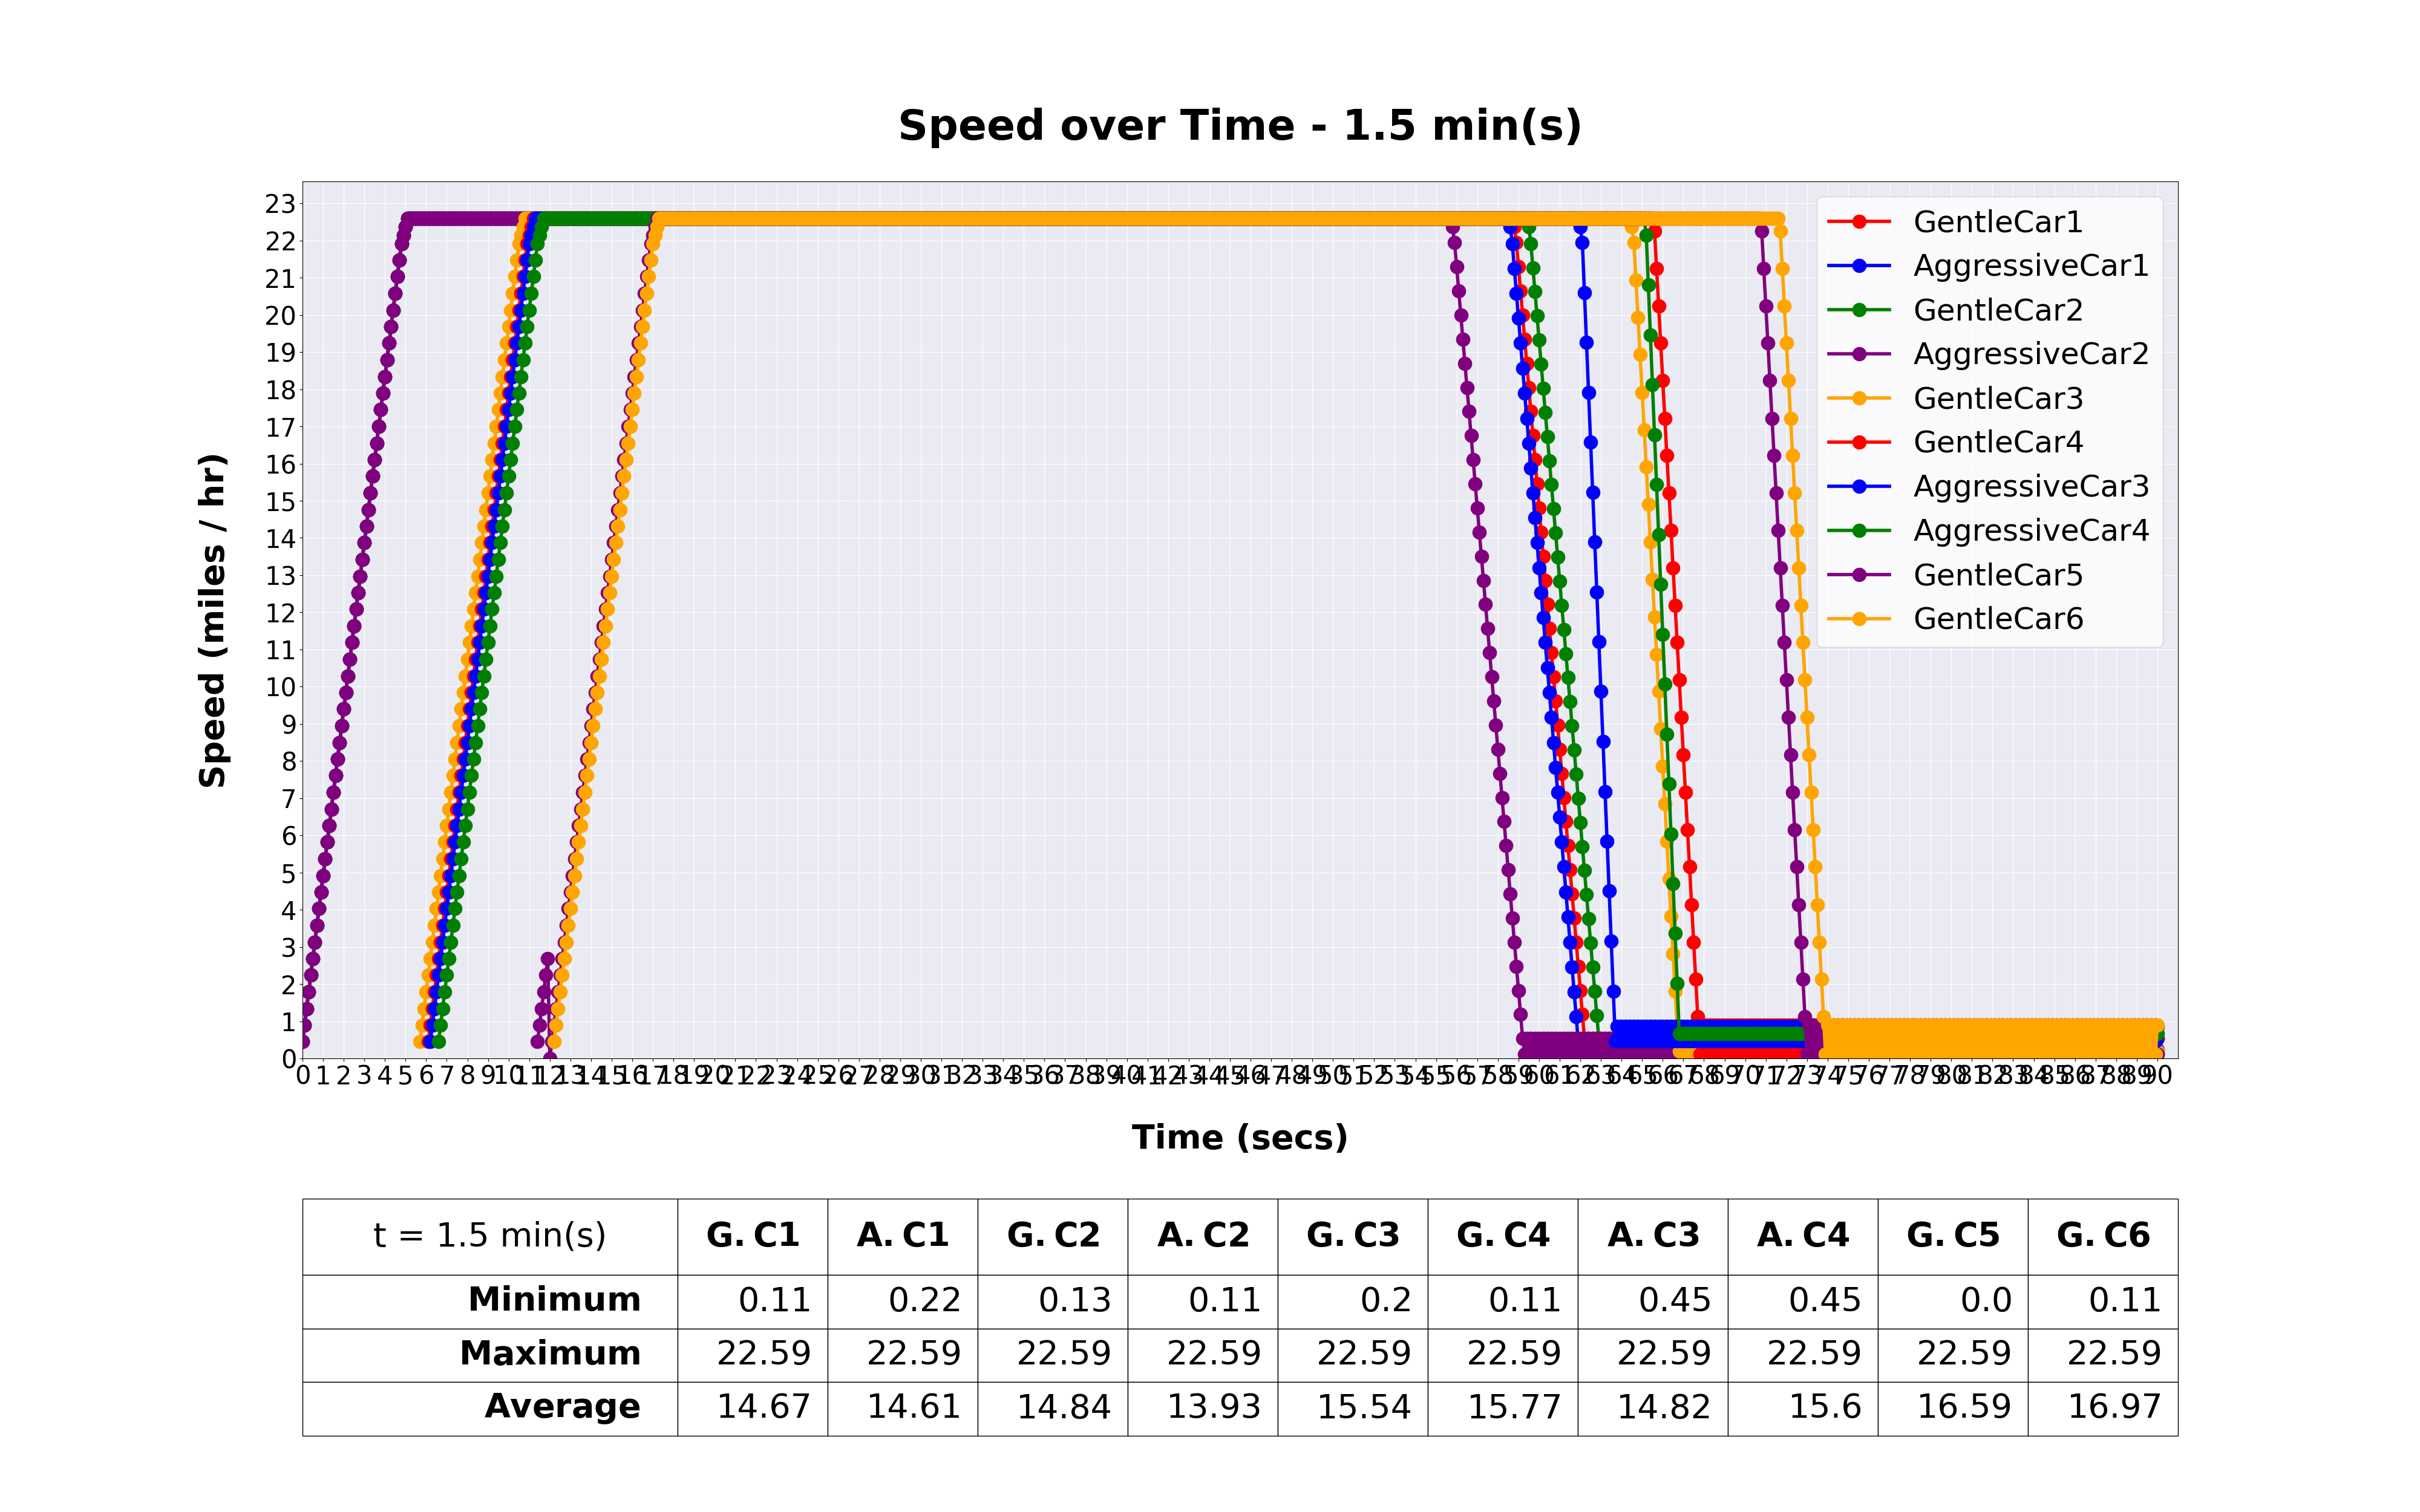 Speed over Time - 1.5 min(s)
23
22
21
20
19
18
17
16
15
14
13
12
11
10
9
8
7
6
5
4
3
2
1
0
Speed (miles / hr)
GentleCar1
AggressiveCar1
GentleCar2
AggressiveCar2
GentleCar3
GentleCar4
AggressiveCar3
AggressiveCar4
GentleCar5
GentleCar6
0 1 2 3 4 5 6 7 8 9 10 11 12 13 14 15 16 17 18 19 20 21 22 23 24 25 26 27 28 29 30 31 32 33 34 35 36 37 38 39 40 41 42 43 44 45 46 47 48 49 50 51 52 53 54 55 56 57 58 59 60 61 62 63 64 65 66 67 68 69 70 71 72 73 74 75 76 77 78 79 80 81 82 83 84 85 86 87 88 89 90
Time (secs)
t = 1.5 min(s) G. C1 A. C1 G. C2 A. C2 G. C3 G. C4 A. C3 A. C4 G. C5 G. C6
Minimum 0.11 0.22 0.13 0.11 0.2 0.11 0.45 0.45 0.0 0.11
Maximum 22.59 22.59 22.59 22.59 22.59 22.59 22.59 22.59 22.59 22.59
Average 14.67 14.61 14.84 13.93 15.54 15.77 14.82 15.6 16.59 16.97